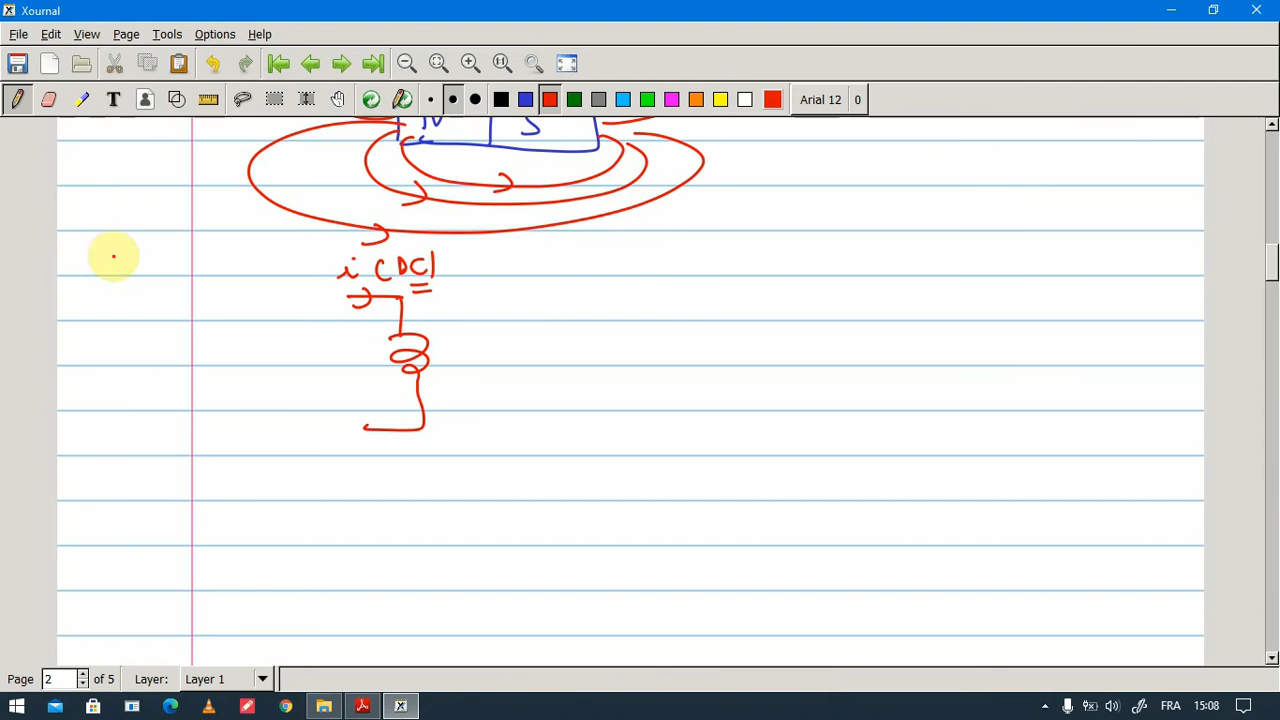 Xournal
File Edit View Page Tools Options Help
Arial 12 0
N S
i (DC)
Page 2 of 5 Layer: Layer 1
FRA 15:08